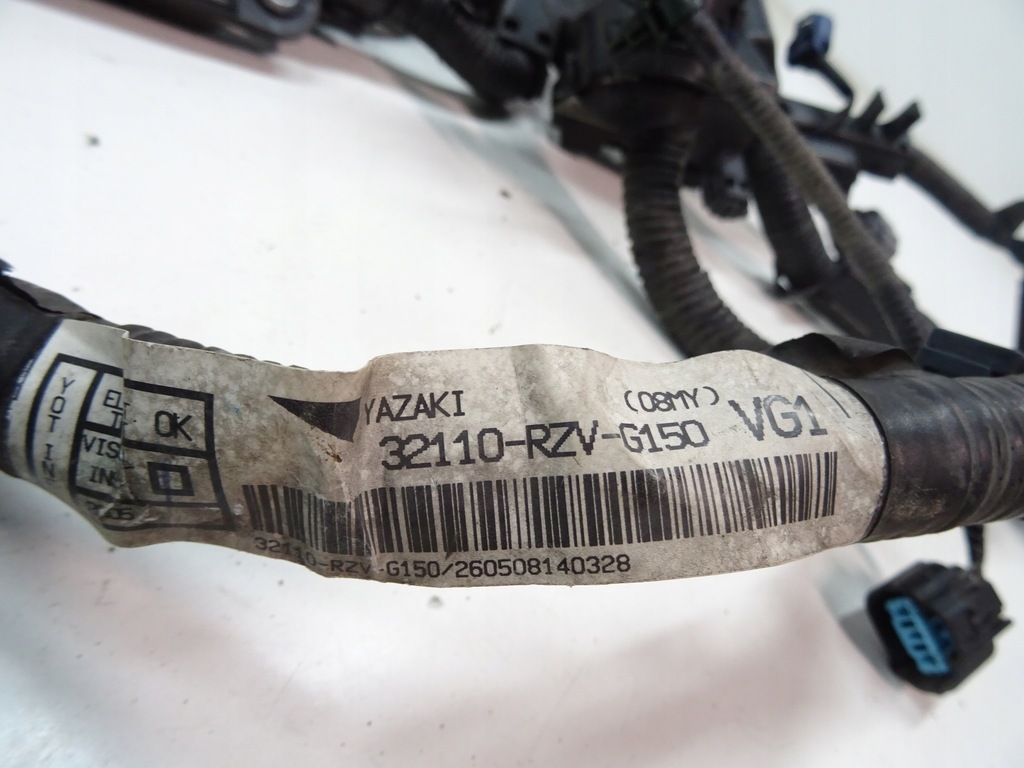 YAZAKI (08MY)
32110-RZV-G150 VG1
32110-RZV-G150/260508140328
OK